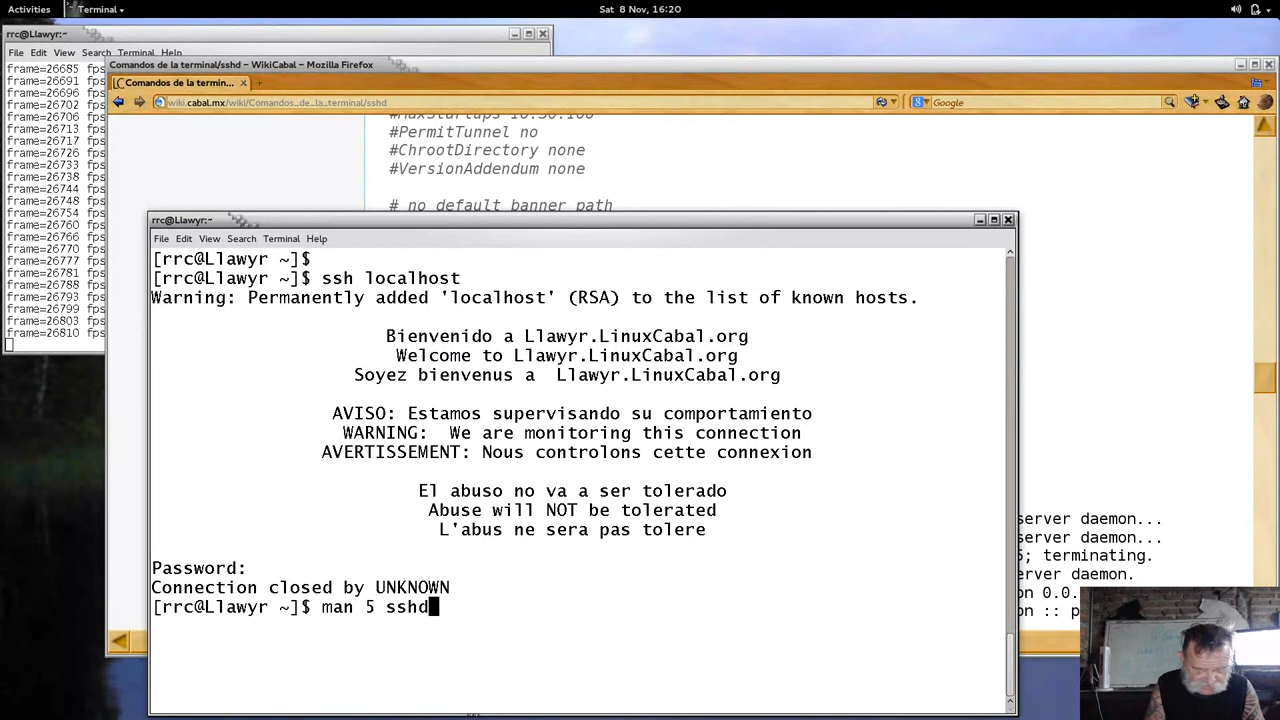 Activities
Terminal
Sat 8 Nov, 16:20
rrc@Llawyr:~
File Edit View Search Terminal Help
frame=26685 fps
frame=26691 fps
frame=26696 fps
frame=26702 fps
frame=26706 fps
frame=26713 fps
frame=26717 fps
frame=26726 fps
frame=26733 fps
frame=26738 fps
frame=26744 fps
frame=26748 fps
frame=26754 fps
frame=26760 fps
frame=26766 fps
frame=26770 fps
frame=26777 fps
frame=26781 fps
frame=26788 fps
frame=26793 fps
frame=26799 fps
frame=26803 fps
frame=26810 fps
Comandos de la terminal/sshd – WikiCabal – Mozilla Firefox
Comandos de la termin...
wiki.cabal.mx/wiki/Comandos_de_la_terminal/sshd
Google
#MaxStartups 10:30:100
#PermitTunnel no
#ChrootDirectory none
#VersionAddendum none
# no default banner path
rrc@Llawyr:~
File Edit View Search Terminal Help
[rrc@Llawyr ~]$
[rrc@Llawyr ~]$ ssh localhost
Warning: Permanently added 'localhost' (RSA) to the list of known hosts.
Bienvenido a Llawyr.LinuxCabal.org
Welcome to Llawyr.LinuxCabal.org
Soyez bienvenus a  Llawyr.LinuxCabal.org
AVISO: Estamos supervisando su comportamiento
WARNING:  We are monitoring this connection
AVERTISSEMENT: Nous controlons cette connexion
El abuso no va a ser tolerado
Abuse will NOT be tolerated
L'abus ne sera pas tolere
Password:
Connection closed by UNKNOWN
[rrc@Llawyr ~]$ man 5 sshd
server daemon...
server daemon...
5; terminating.
server daemon.
on 0.0.
on :: p